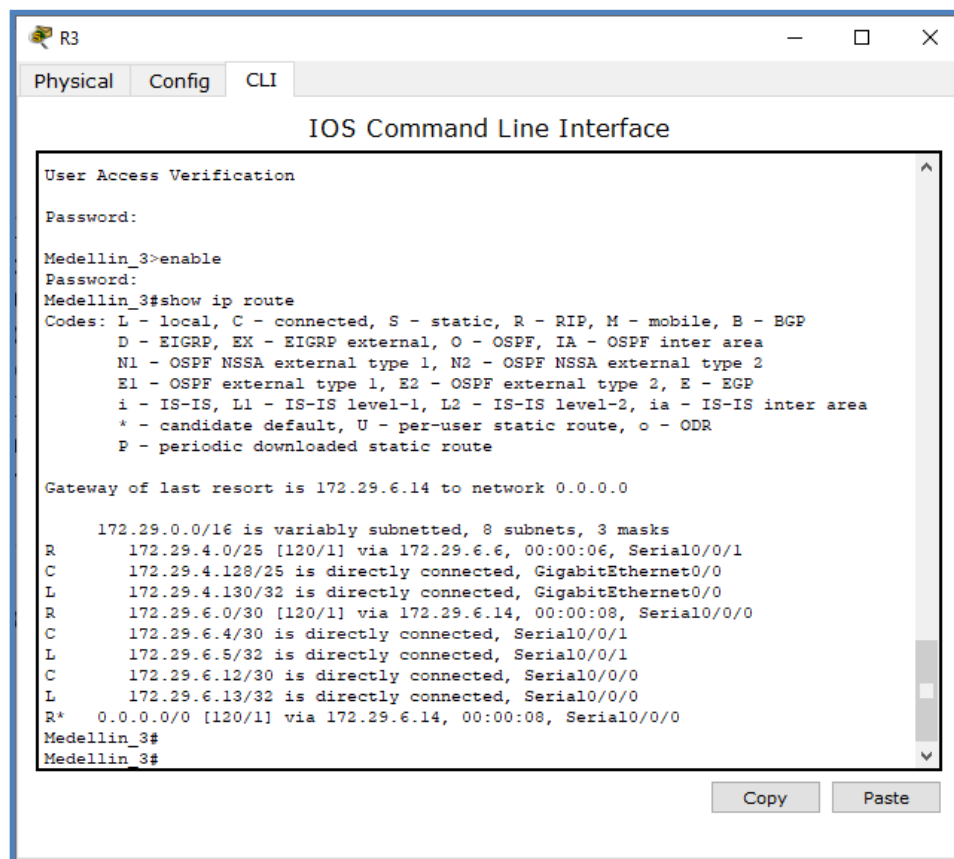 R3
Physical Config CLI
IOS Command Line Interface
User Access Verification
Password:
Medellin_3>enable
Password:
Medellin_3#show ip route
Codes: L - local, C - connected, S - static, R - RIP, M - mobile, B - BGP
D - EIGRP, EX - EIGRP external, O - OSPF, IA - OSPF inter area
N1 - OSPF NSSA external type 1, N2 - OSPF NSSA external type 2
E1 - OSPF external type 1, E2 - OSPF external type 2, E - EGP
i - IS-IS, L1 - IS-IS level-1, L2 - IS-IS level-2, ia - IS-IS inter area
* - candidate default, U - per-user static route, o - ODR
P - periodic downloaded static route
Gateway of last resort is 172.29.6.14 to network 0.0.0.0
172.29.0.0/16 is variably subnetted, 8 subnets, 3 masks
R 172.29.4.0/25 [120/1] via 172.29.6.6, 00:00:06, Serial0/0/1
C 172.29.4.128/25 is directly connected, GigabitEthernet0/0
L 172.29.4.130/32 is directly connected, GigabitEthernet0/0
R 172.29.6.0/30 [120/1] via 172.29.6.14, 00:00:08, Serial0/0/0
C 172.29.6.4/30 is directly connected, Serial0/0/1
L 172.29.6.5/32 is directly connected, Serial0/0/1
C 172.29.6.12/30 is directly connected, Serial0/0/0
L 172.29.6.13/32 is directly connected, Serial0/0/0
R* 0.0.0.0/0 [120/1] via 172.29.6.14, 00:00:08, Serial0/0/0
Medellin_3#
Medellin_3#
Copy Paste